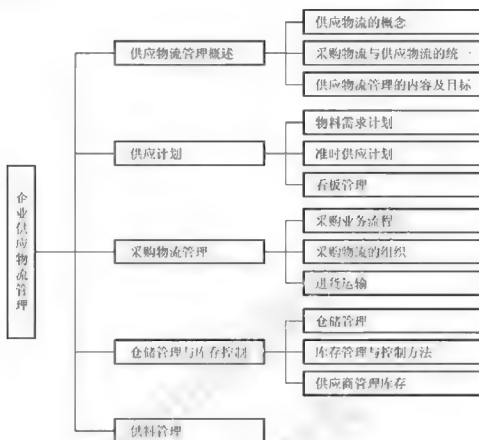 企业供应物流管理
供应物流管理概述
供应物流的概念
采购物流与供应物流的统
供应物流管理的内容及目标
供应计划
物料需求计划
准时供应计划
看板管理
采购物流管理
采购业务流程
采购物流的组织
进货运输
仓储管理与库存控制
仓储管理
库存管理与控制方法
供应商管理库存
供料管理